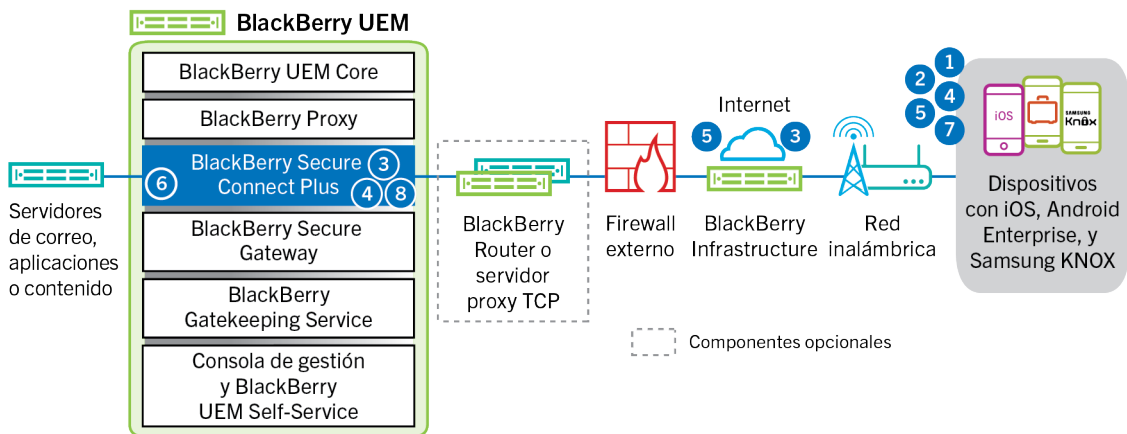 BlackBerry UEM
BlackBerry UEM Core
BlackBerry Proxy
BlackBerry Secure
Connect Plus
3
6
4
8
BlackBerry Secure
Gateway
BlackBerry
Gatekeeping Service
Consola de gestión
y BlackBerry
UEM Self-Service
Servidores
de correo,
aplicaciones
o contenido
BlackBerry
Router o
servidor
proxy TCP
Firewall
externo
Internet
5
3
BlackBerry
Infrastructure
Red
inalámbrica
1
2
4
5
7
iOS
SAMSUNG
Knox
Dispositivos
con iOS, Android
Enterprise, y
Samsung KNOX
Componentes opcionales